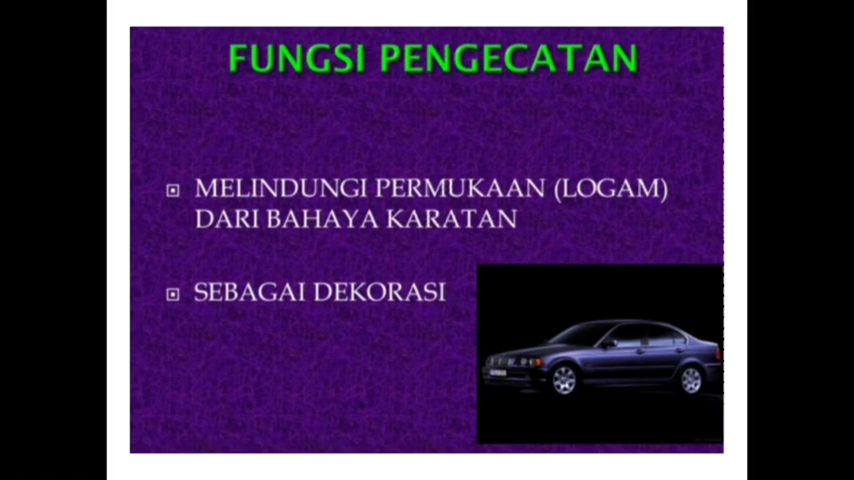 FUNGSI PENGECATAN
MELINDUNGI PERMUKAAN (LOGAM)
DARI BAHAYA KARATAN
SEBAGAI DEKORASI